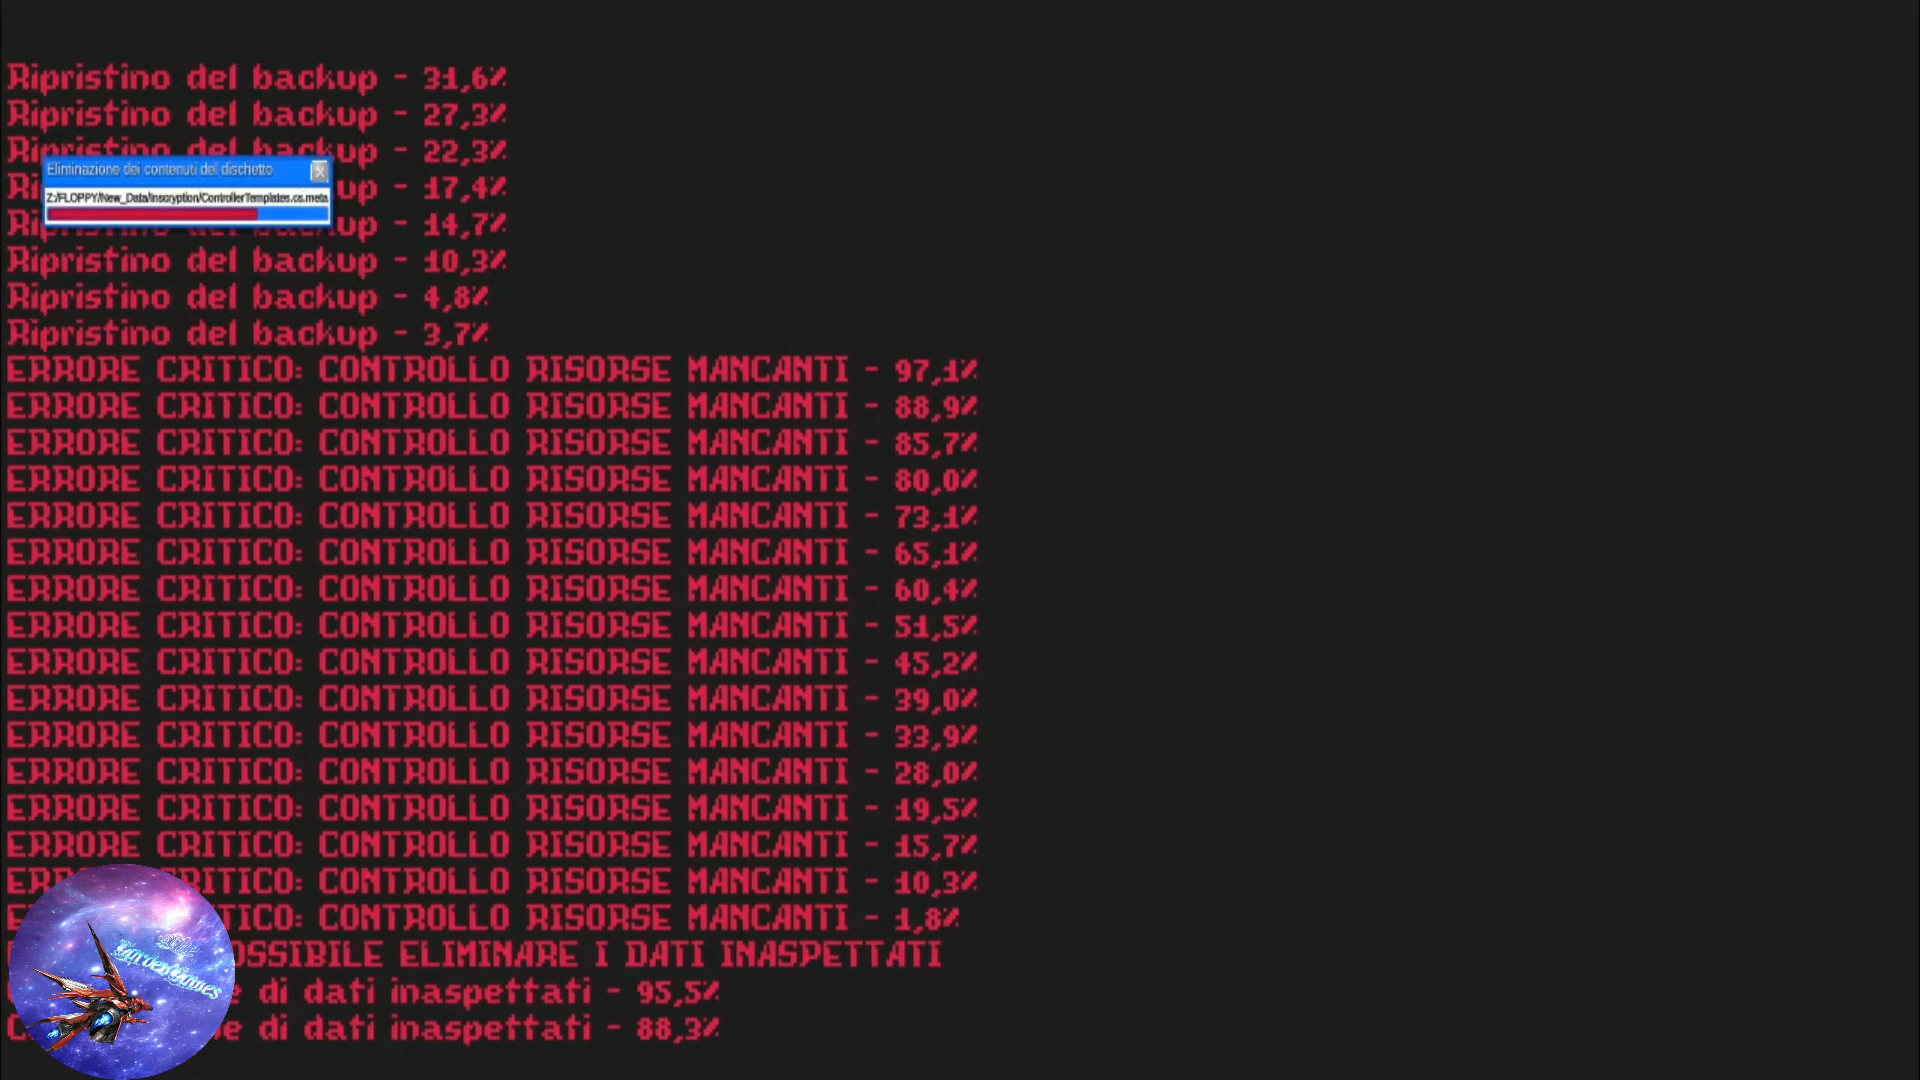 Ripristino del backup - 31,6%
Ripristino del backup - 27,3%
Ripristino del backup - 22,3%
Eliminazione dei contenuti del dischetto
up - 17,4%
Z:/FLOPPY/New_Data/Inscryption/ControllerTemplates.cs.meta
up - 14,7%
Ripristino del backup - 10,3%
Ripristino del backup - 4,8%
Ripristino del backup - 3,7%
ERRORE CRITICO: CONTROLLO RISORSE MANCANTI - 97,1%
ERRORE CRITICO: CONTROLLO RISORSE MANCANTI - 88,9%
ERRORE CRITICO: CONTROLLO RISORSE MANCANTI - 85,7%
ERRORE CRITICO: CONTROLLO RISORSE MANCANTI - 80,0%
ERRORE CRITICO: CONTROLLO RISORSE MANCANTI - 73,1%
ERRORE CRITICO: CONTROLLO RISORSE MANCANTI - 65,1%
ERRORE CRITICO: CONTROLLO RISORSE MANCANTI - 60,4%
ERRORE CRITICO: CONTROLLO RISORSE MANCANTI - 51,5%
ERRORE CRITICO: CONTROLLO RISORSE MANCANTI - 45,2%
ERRORE CRITICO: CONTROLLO RISORSE MANCANTI - 39,0%
ERRORE CRITICO: CONTROLLO RISORSE MANCANTI - 33,9%
ERRORE CRITICO: CONTROLLO RISORSE MANCANTI - 28,0%
ERRORE CRITICO: CONTROLLO RISORSE MANCANTI - 19,5%
ERRORE CRITICO: CONTROLLO RISORSE MANCANTI - 15,7%
ITICO: CONTROLLO RISORSE MANCANTI - 10,3%
TICO: CONTROLLO RISORSE MANCANTI - 1,8%
OSSIBILE ELIMINARE I DATI INASPETTATI
e di dati inaspettati - 95,5%
e di dati inaspettati - 88,3%